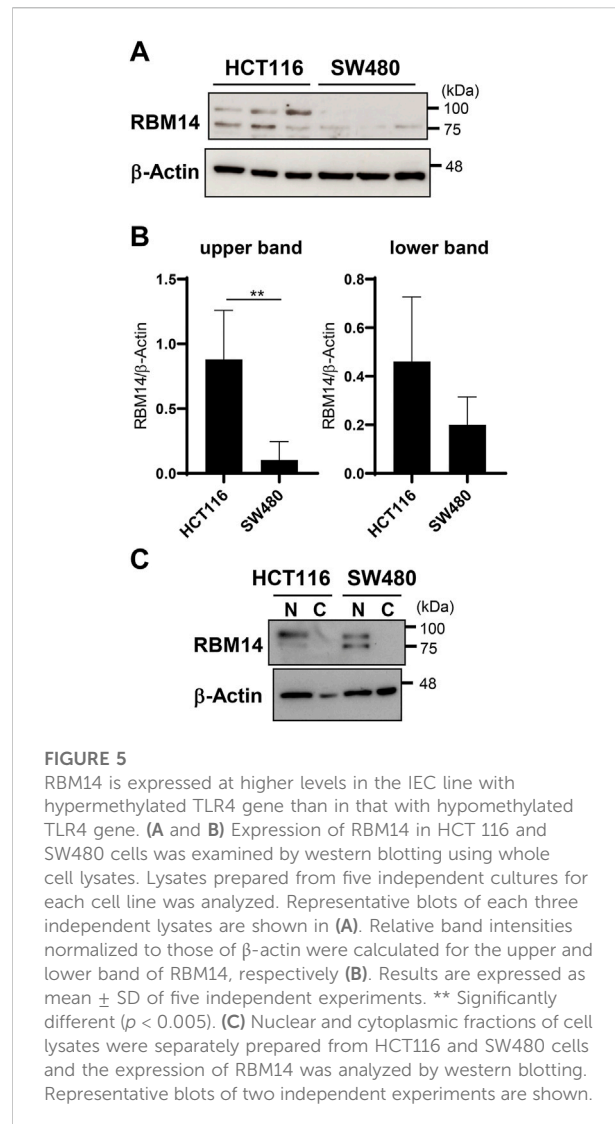 A
HCT116 SW480
(kDa)
RBM14
100
75
β-Actin
48
B
upper band
RBM14/β-Actin
1.5
1.0
0.5
0.0
**
HCT116
SW480
lower band
RBM14/β-Actin
0.8
0.6
0.4
0.2
0.0
HCT116
SW480
C
HCT116 SW480
N C N C (kDa)
RBM14
100
75
β-Actin
48
FIGURE 5
RBM14 is expressed at higher levels in the IEC line with
hypermethylated TLR4 gene than in that with hypomethylated
TLR4 gene. (A and B) Expression of RBM14 in HCT 116 and
SW480 cells was examined by western blotting using whole
cell lysates. Lysates prepared from five independent cultures for
each cell line was analyzed. Representative blots of each three
independent lysates are shown in (A). Relative band intensities
normalized to those of β-actin were calculated for the upper and
lower band of RBM14, respectively (B). Results are expressed as
mean ± SD of five independent experiments. ** Significantly
different (p < 0.005). (C) Nuclear and cytoplasmic fractions of cell
lysates were separately prepared from HCT116 and SW480 cells
and the expression of RBM14 was analyzed by western blotting.
Representative blots of two independent experiments are shown.